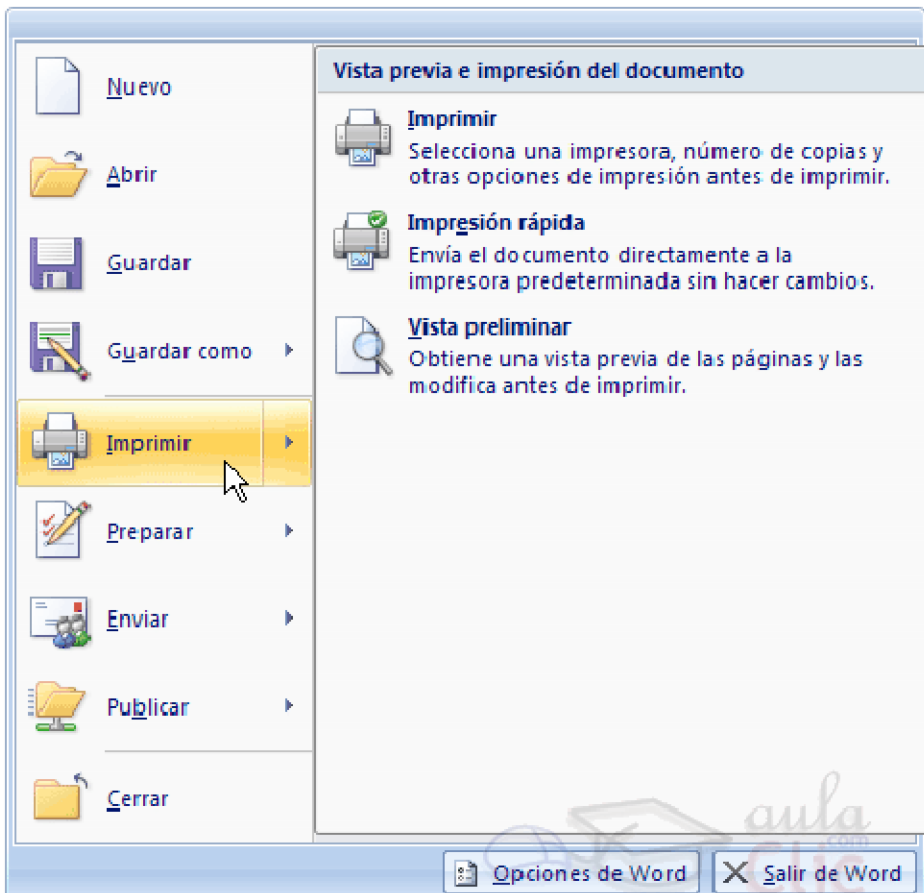 Nuevo
Abrir
Guardar
Guardar como
Imprimir
Preparar
Enviar
Publicar
Cerrar
Vista previa e impresión del documento
Imprimir
Selecciona una impresora, número de copias y
otras opciones de impresión antes de imprimir.
Impresión rápida
Envía el documento directamente a la
impresora predeterminada sin hacer cambios.
Vista preliminar
Obtiene una vista previa de las páginas y las
modifica antes de imprimir.
aula
.com
Clic
Opciones de Word
Salir de Word